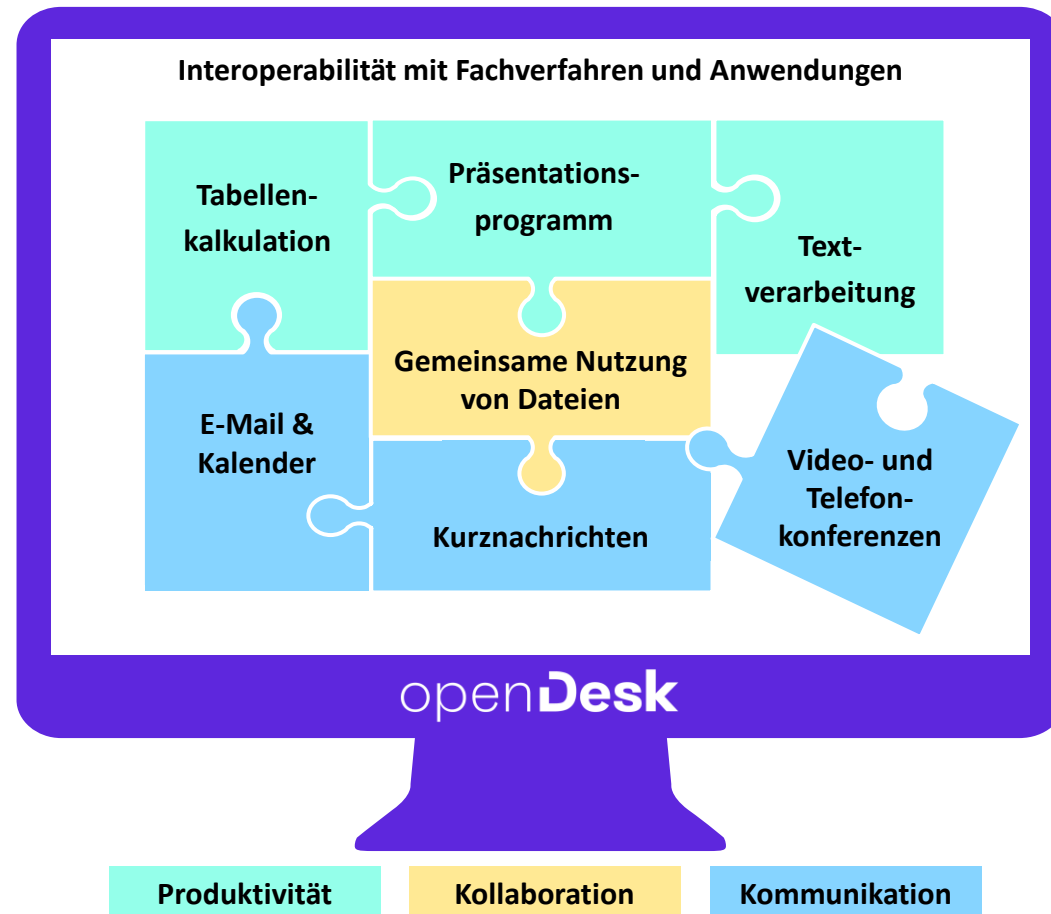 Interoperabilität mit Fachverfahren und Anwendungen
Tabellen-
kalkulation
Präsentations-
programm
Text-
verarbeitung
Gemeinsame Nutzung
von Dateien
E-Mail &
Kalender
Kurznachrichten
Video- und
Telefon-
konferenzen
openDesk
Produktivität
Kollaboration
Kommunikation